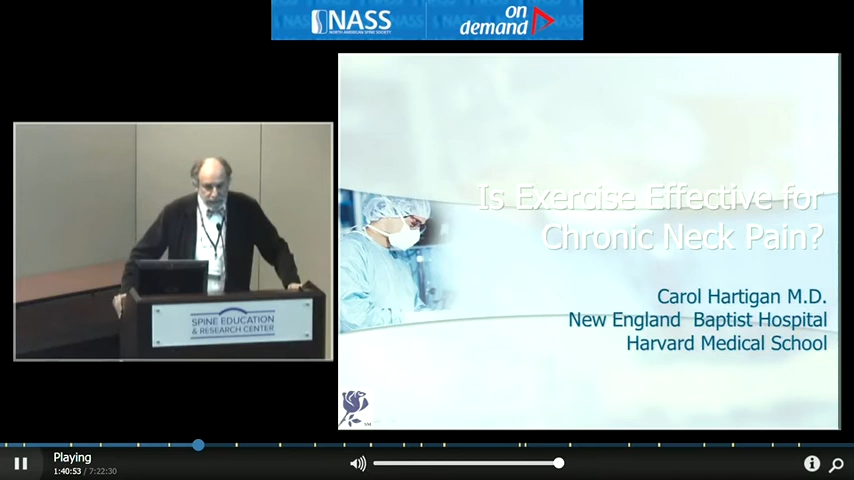 NASS
NORTH AMERICAN SPINE SOCIETY
on
demand
Is Exercise Effective for
Chronic Neck Pain?
Carol Hartigan M.D.
New England Baptist Hospital
Harvard Medical School
SPINE EDUCATION
& RESEARCH CENTER
SM
Playing
1:40:53 / 7:22:30